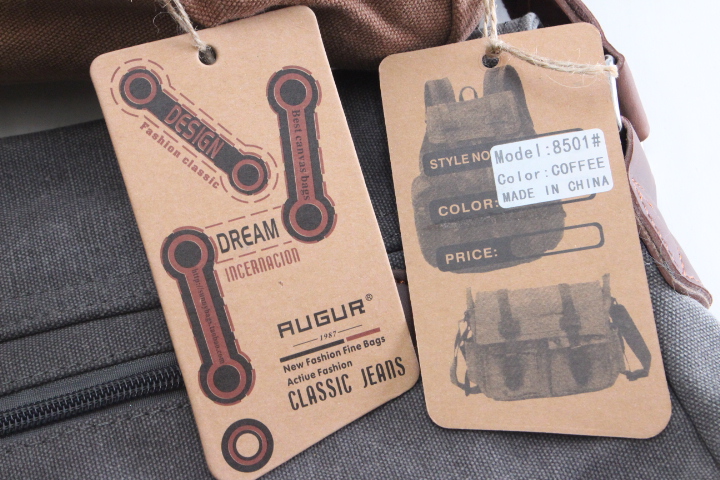 DESIGN
Fashion classic
Best canvas bags
DREAM
INCERNACION
AUGUR®
1987
New Fashion Fine Bags
Actiue Fashion
CLASSIC JEANS
STYLE NO
Model:8501#
Color:COFFEE
MADE IN CHINA
COLOR:
PRICE: